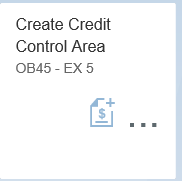 Create Credit
Control Area
OB45 - EX 5
$
...